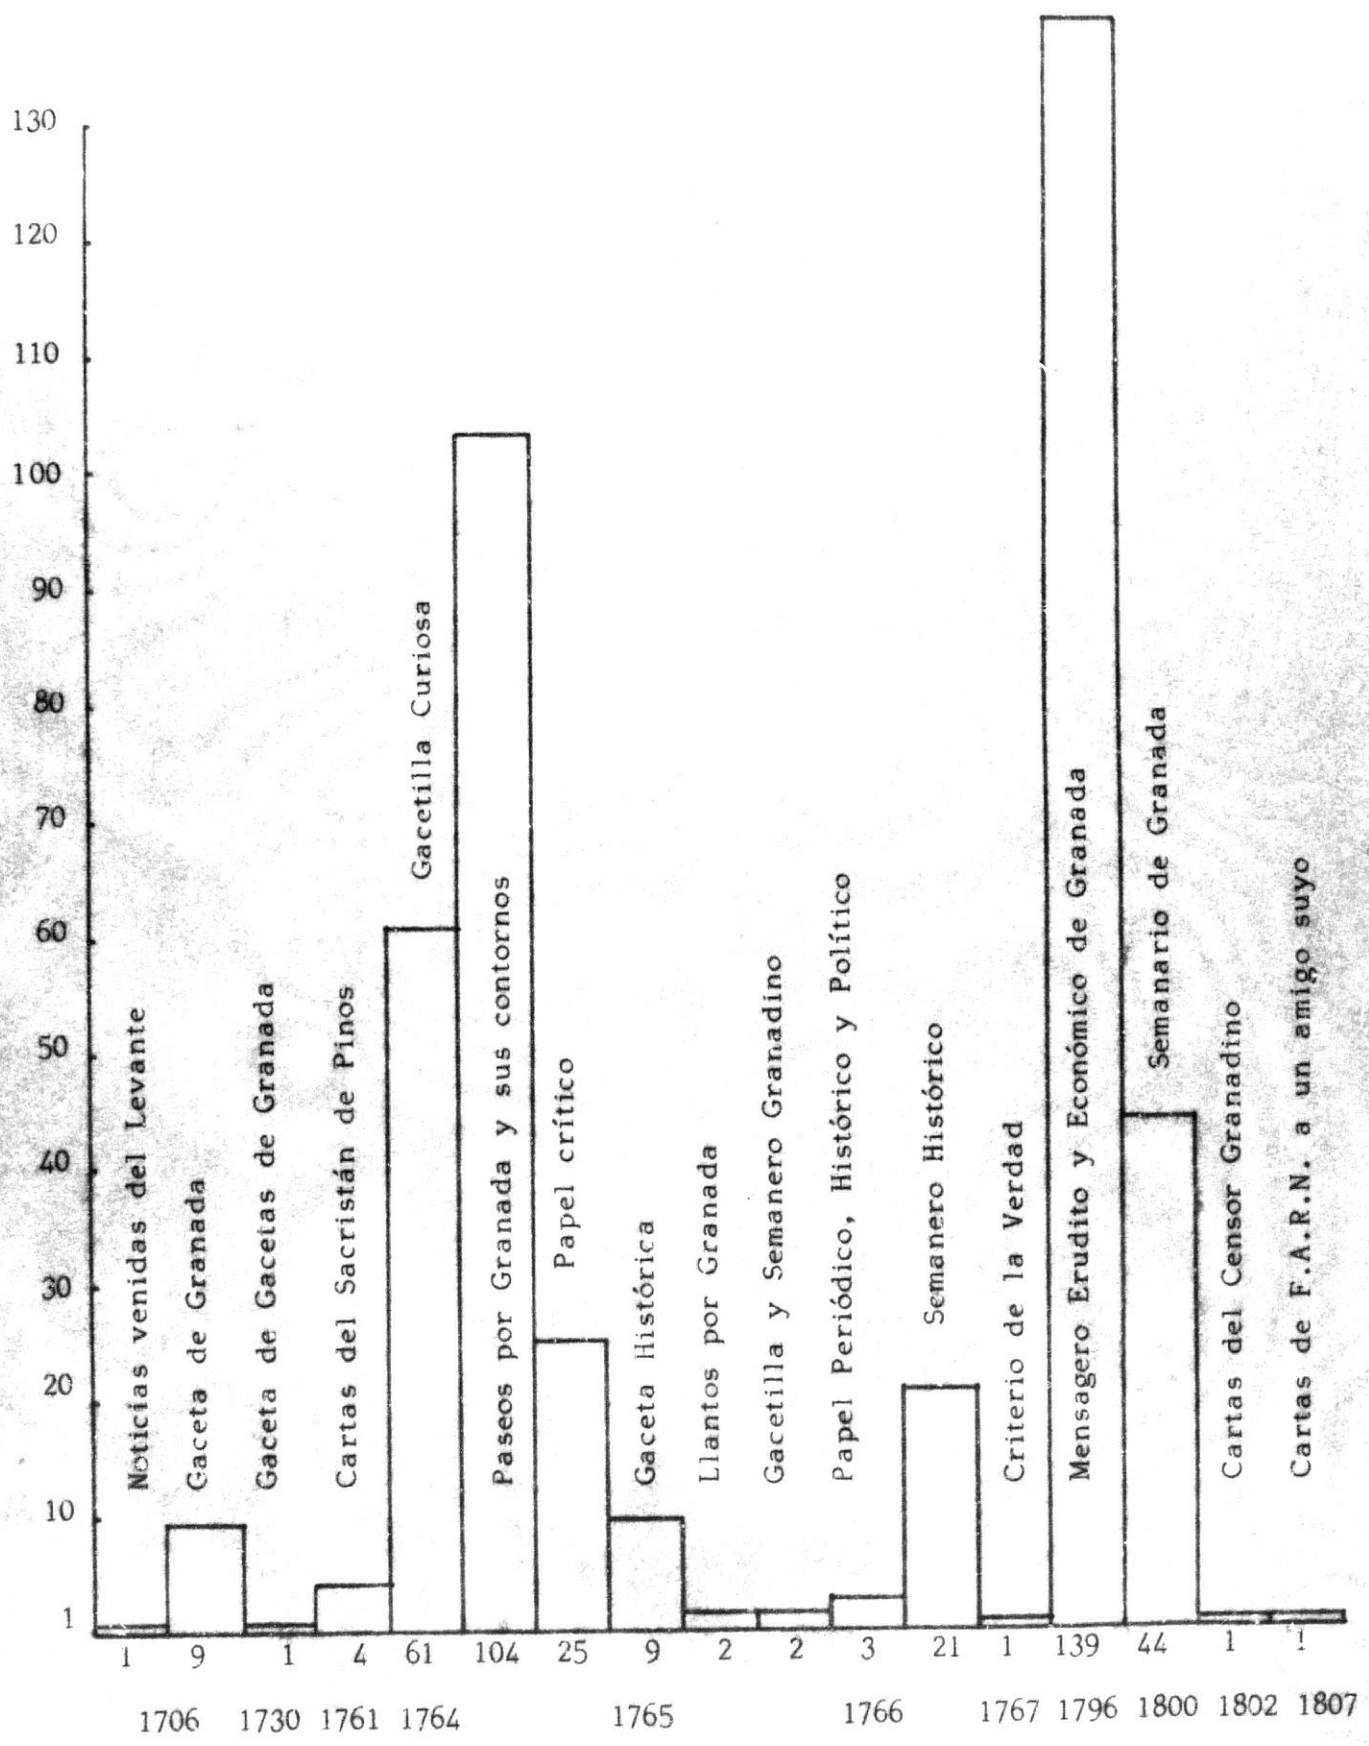 130
120
110
100
90
80
70
60
50
40
30
20
10
1
Noticias venidas del Levante
Gaceta de Granada
Gaceta de Gacetas de Granada
Cartas del Sacristán de Pinos
Gacetilla Curiosa
Paseos por Granada y sus contornos
Papel crítico
Gaceta Histórica
Llantos por Granada
Gacetilla y Semanero Granadino
Papel Periódico, Histórico y Político
Semanero Histórico
Criterio de la Verdad
Mensagero Erudito y Económico de Granada
Semanario de Granada
Cartas del Censor Granadino
Cartas de F.A.R.N. a un amigo suyo
1 9 1 4 61 104 25 9 2 2 3 21 1 139 44 1 1
1706 1730 1761 1764 1765 1766 1767 1796 1800 1802 1807